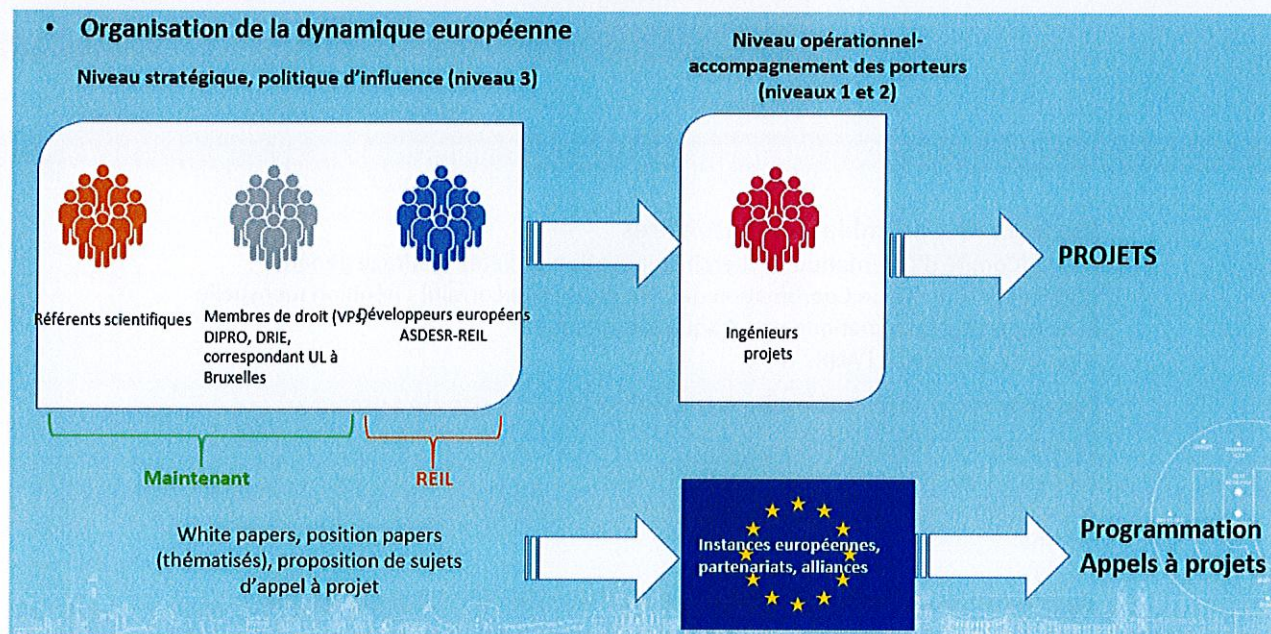 • Organisation de la dynamique européenne
Niveau stratégique, politique d'influence (niveau 3)
Niveau opérationnel-
accompagnement des porteurs
(niveaux 1 et 2)
Référents scientifiques
Membres de droit (VPs)
DIPRO, DRIE,
correspondant UL à
Bruxelles
Développeurs européens
ASDESR-REIL
Ingénieurs
projets
PROJETS
Maintenant
REIL
White papers, position papers
(thématisés), proposition de sujets
d'appel à projet
Instances européennes,
partenariats, alliances
Programmation
Appels à projets